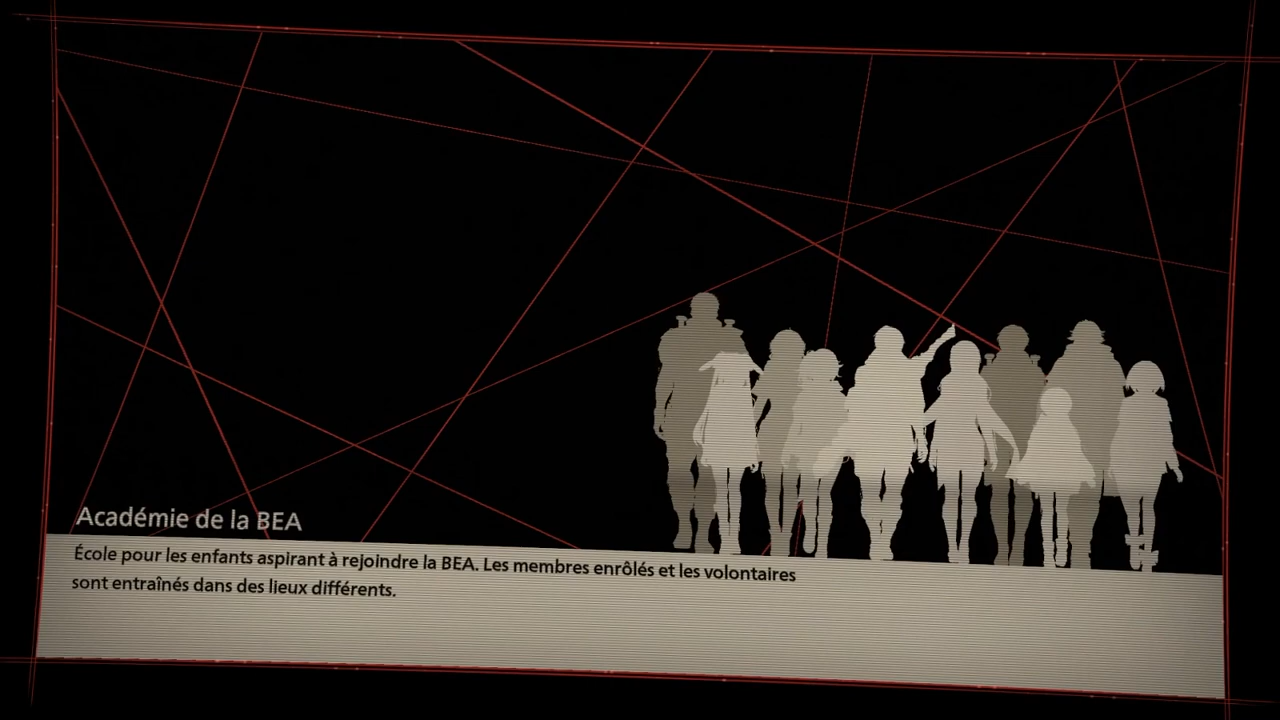 Académie de la BEA
École pour les enfants aspirant à rejoindre la BEA. Les membres enrôlés et les volontaires
sont entraînés dans des lieux différents.